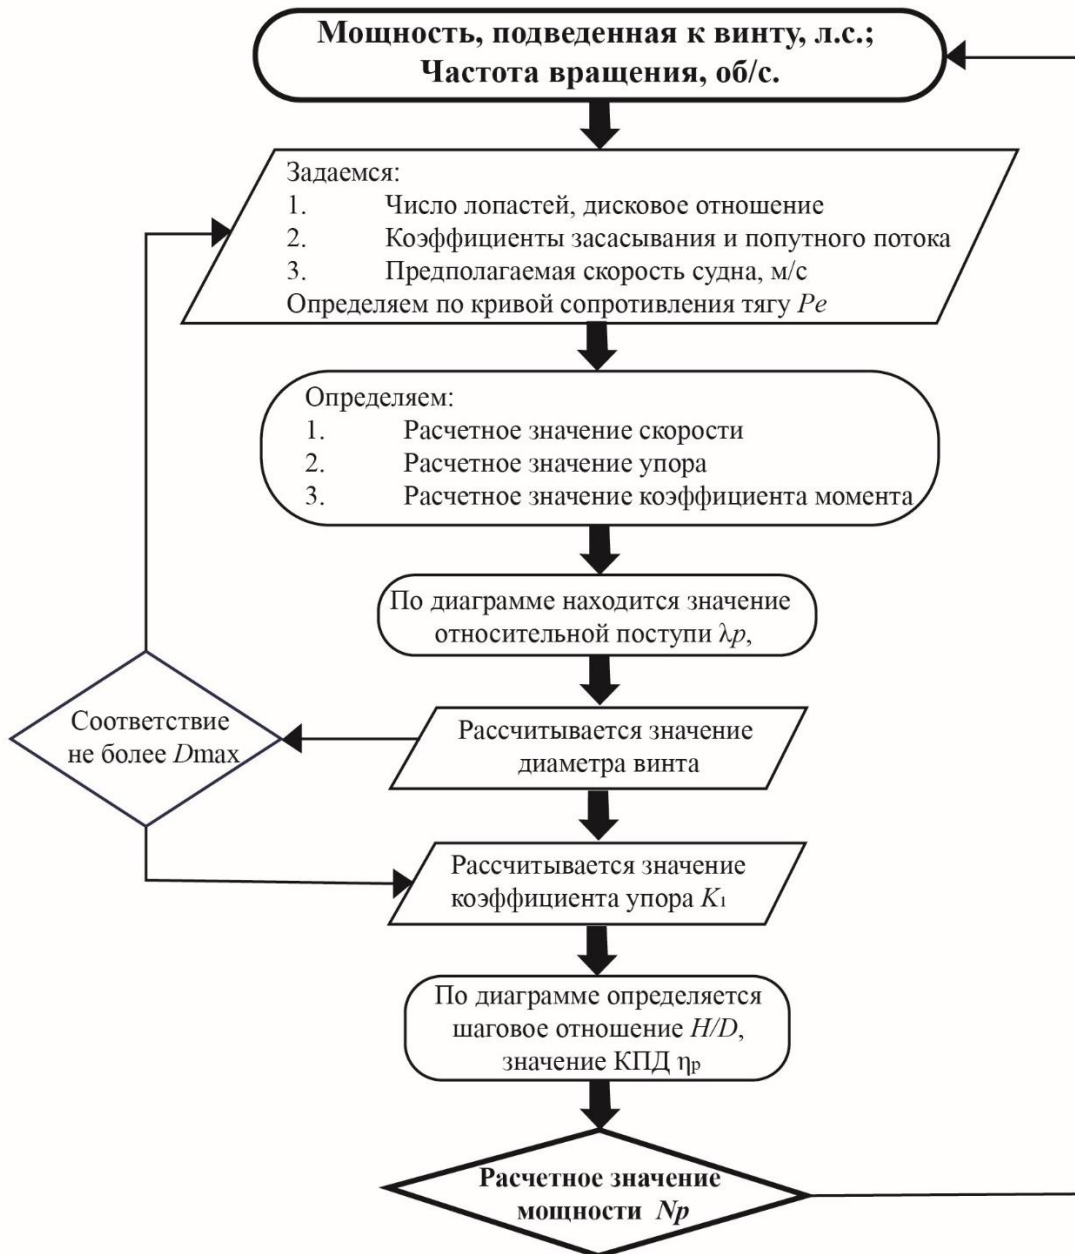 Мощность, подведенная к винту, л.с.;
Частота вращения, об/с.
Задаемся:
1. Число лопастей, дисковое отношение
2. Коэффициенты засасывания и попутного потока
3. Предполагаемая скорость судна, м/с
Определяем по кривой сопротивления тягу Pe
Определяем:
1. Расчетное значение скорости
2. Расчетное значение упора
3. Расчетное значение коэффициента момента
По диаграмме находится значение
относительной поступи λp,
Соответствие
не более Dmax
Рассчитывается значение
диаметра винта
Рассчитывается значение
коэффициента упора K₁
По диаграмме определяется
шаговое отношение H/D,
значение КПД ηр
Расчетное значение
мощности Np